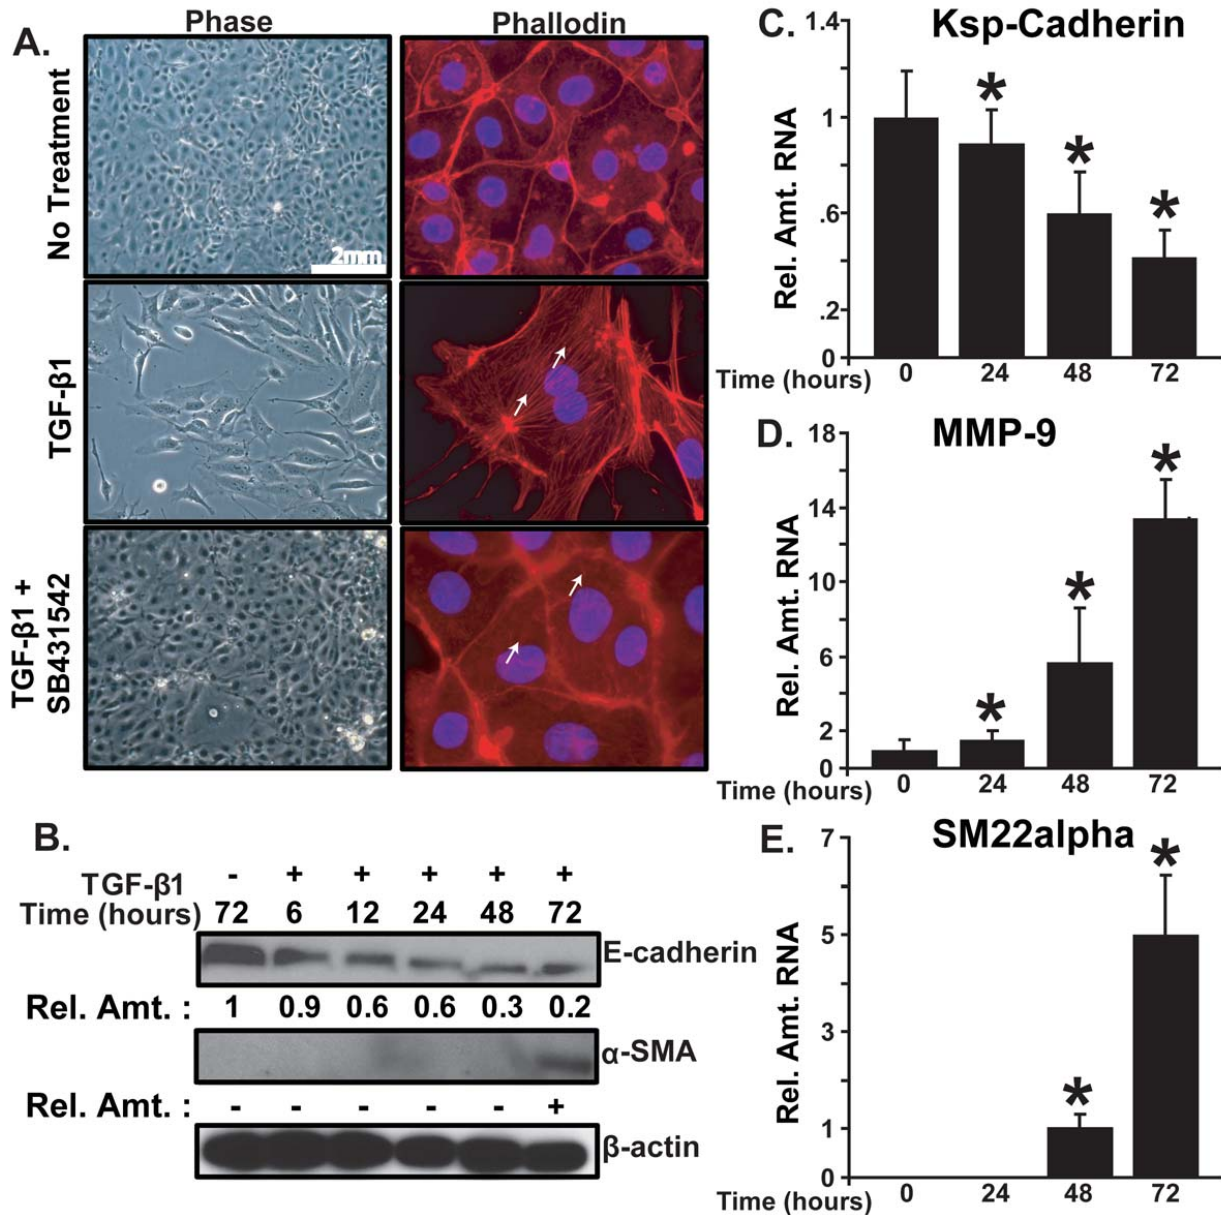 A.
Phase
Phallodin
No Treatment
2mm
TGF-β1
TGF-β1 +
SB431542
B.
TGF-β1 - + + + + +
Time (hours) 72 6 12 24 48 72
E-cadherin
Rel. Amt. : 1 0.9 0.6 0.6 0.3 0.2
α-SMA
Rel. Amt. : - - - - - +
β-actin
C.
Ksp-Cadherin
Rel. Amt. RNA
1.4
1
.6
.2
0
* * *
Time (hours) 0 24 48 72
D.
MMP-9
Rel. Amt. RNA
18
14
10
6
2
0
* * *
Time (hours) 0 24 48 72
E.
SM22alpha
Rel. Amt. RNA
7
5
3
1
0
* *
Time (hours) 0 24 48 72